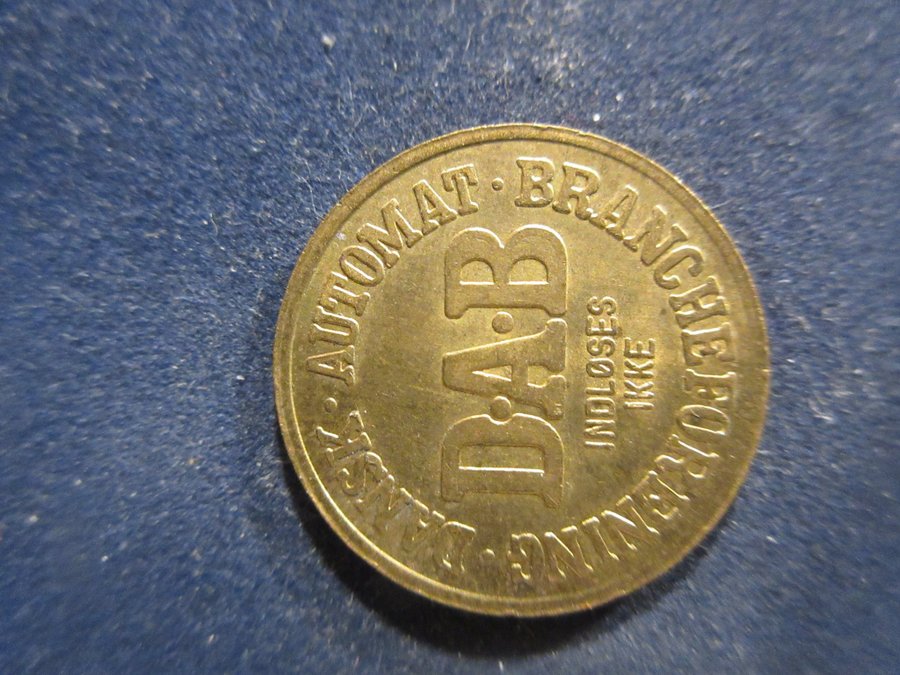 DANSK · AUTOMAT · BRANCHEFORENING ·
D·A·B
INDLØSES
IKKE